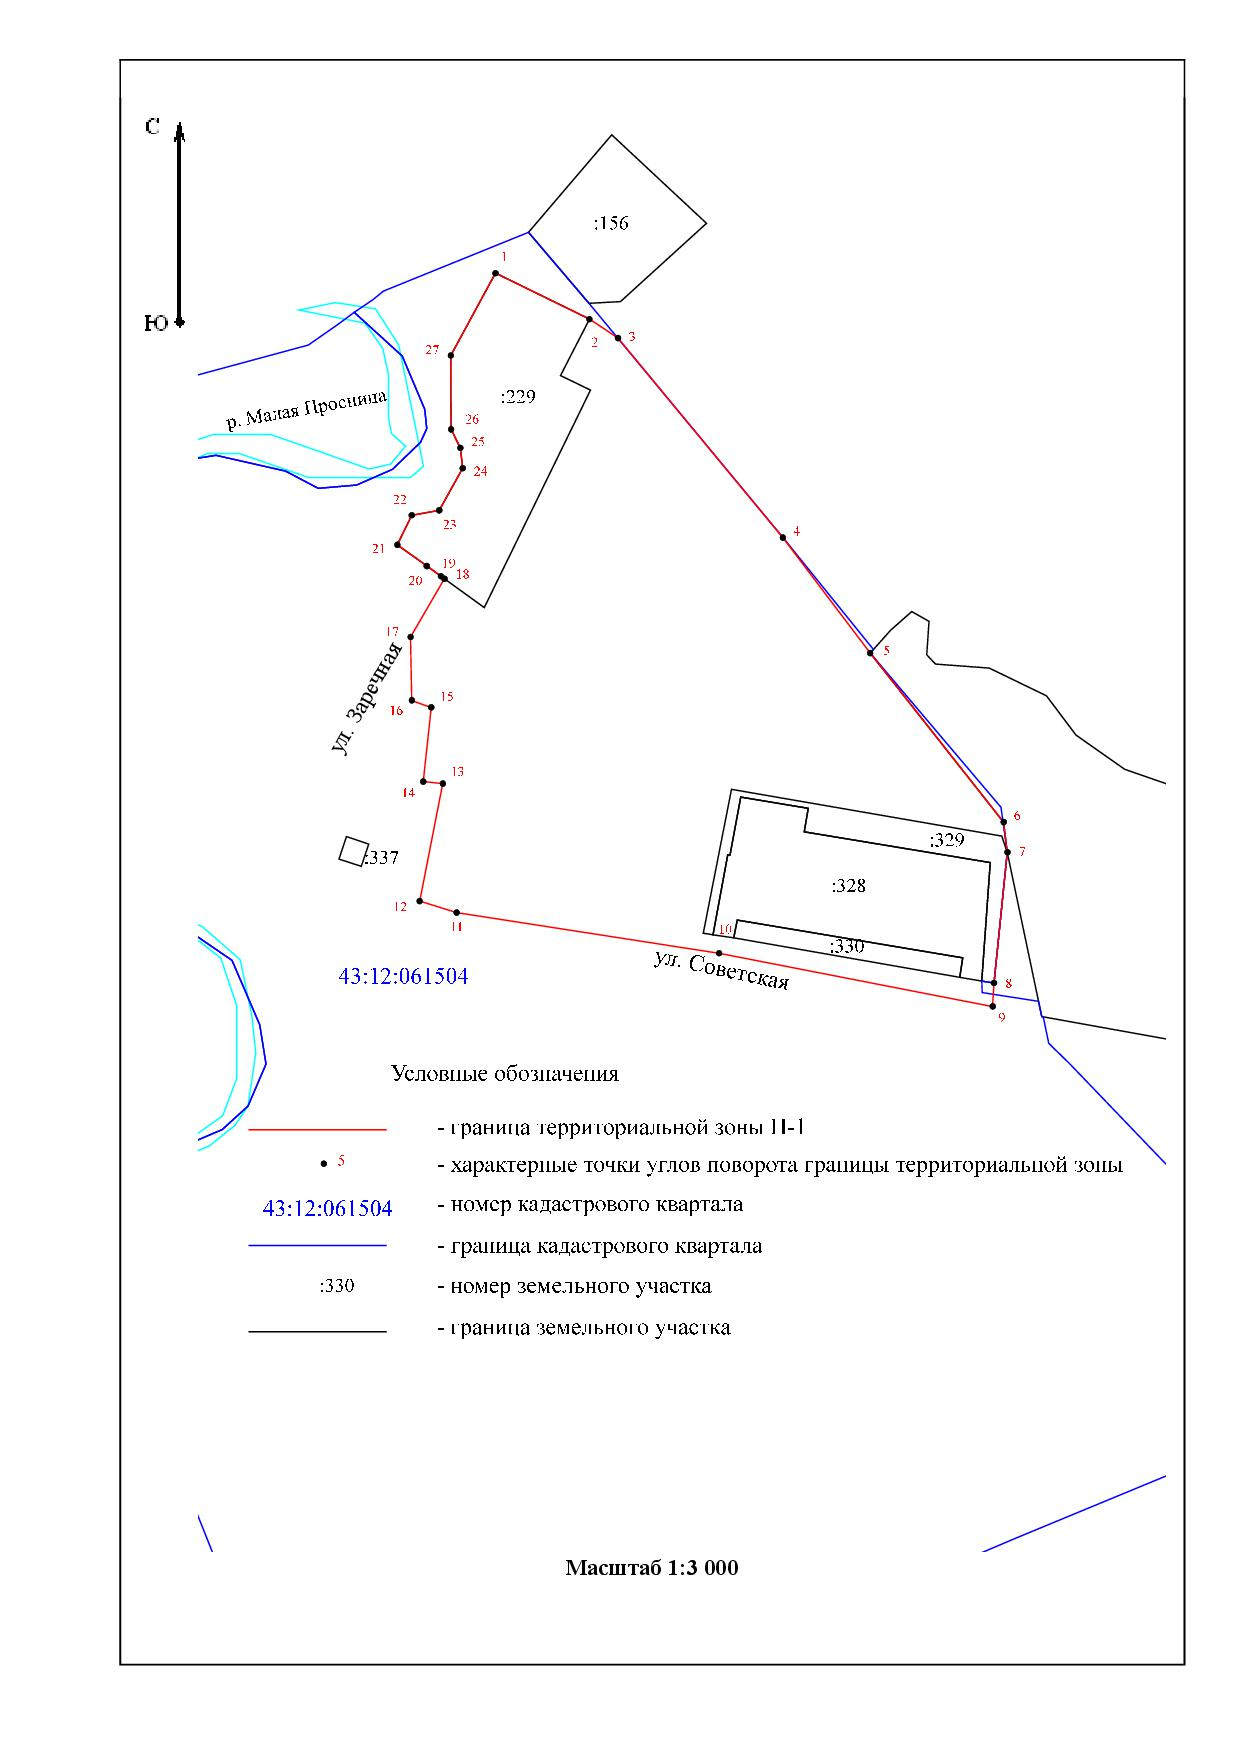 С
:156
1
Ю
2
3
27
:229
р. Малая Просница
26
25
24
22
23
4
21
19
20
18
17
5
ул. Заречная
15
16
13
14
6
:329
7
:337
:328
12
11
10
:330
ул. Советская
43:12:061504
8
9
Условные обозначения
- граница территориальной зоны П-1
5
- характерные точки углов поворота границы территориальной зоны
43:12:061504
- номер кадастрового квартала
- граница кадастрового квартала
:330
- номер земельного участка
- граница земельного участка
Масштаб 1:3 000